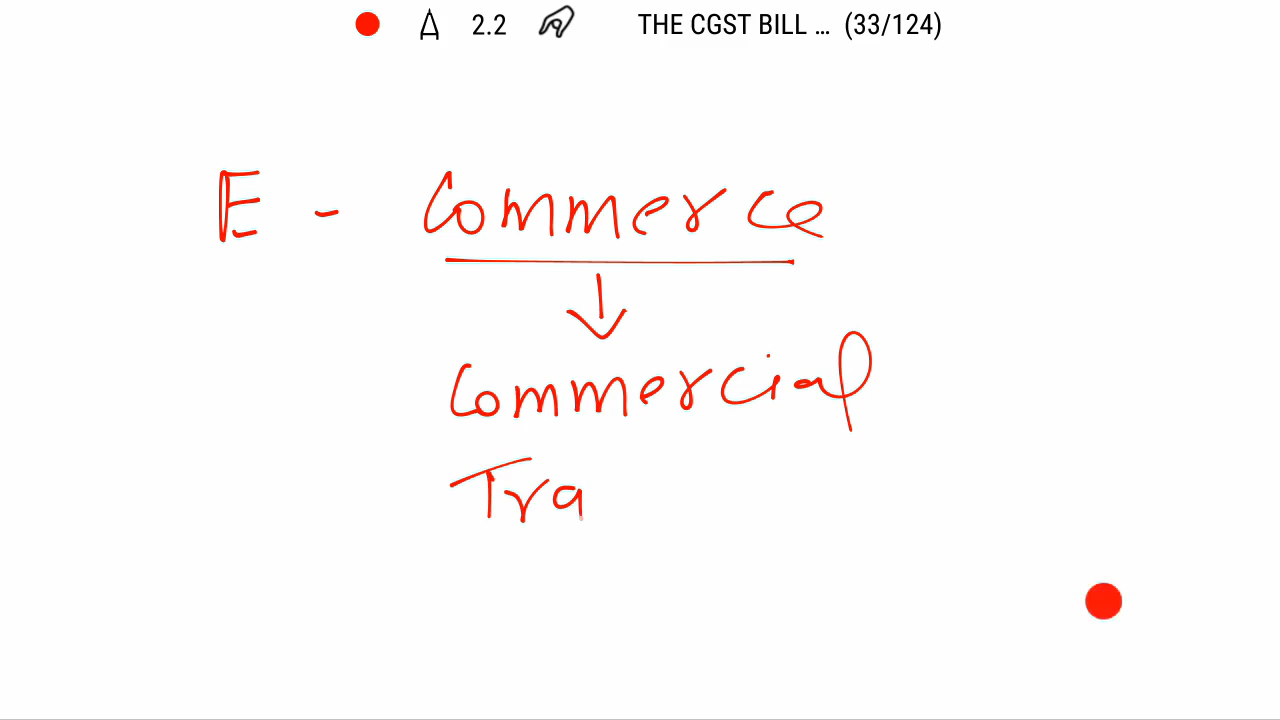 2.2 THE CGST BILL ... (33/124)
E - Commerce
Commercial
Tra